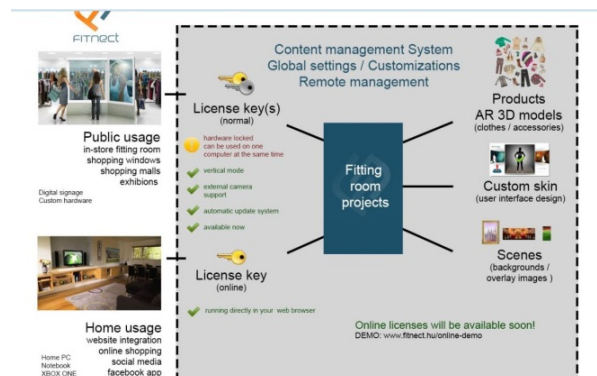 FITNECT
Content management System
Global settings / Customizations
Remote management
Public usage
in-store fitting room
shopping windows
shopping malls
exhibions
Digital signage
Custom hardware
License key(s)
(normal)
hardware locked
can be used on one
computer at the same time
vertical mode
external camera
support
automatic update system
available now
Fitting
room
projects
Products
AR 3D models
(clothes / accessories)
Custom skin
(user interface design)
Scenes
(backgrounds /
overlay images )
License key
(online)
running directly in your web browser
Online licenses will be available soon!
DEMO: www.fitnect.hu/online-demo
Home usage
website integration
online shopping
social media
facebook app
Home PC
Notebook
XBOX ONE